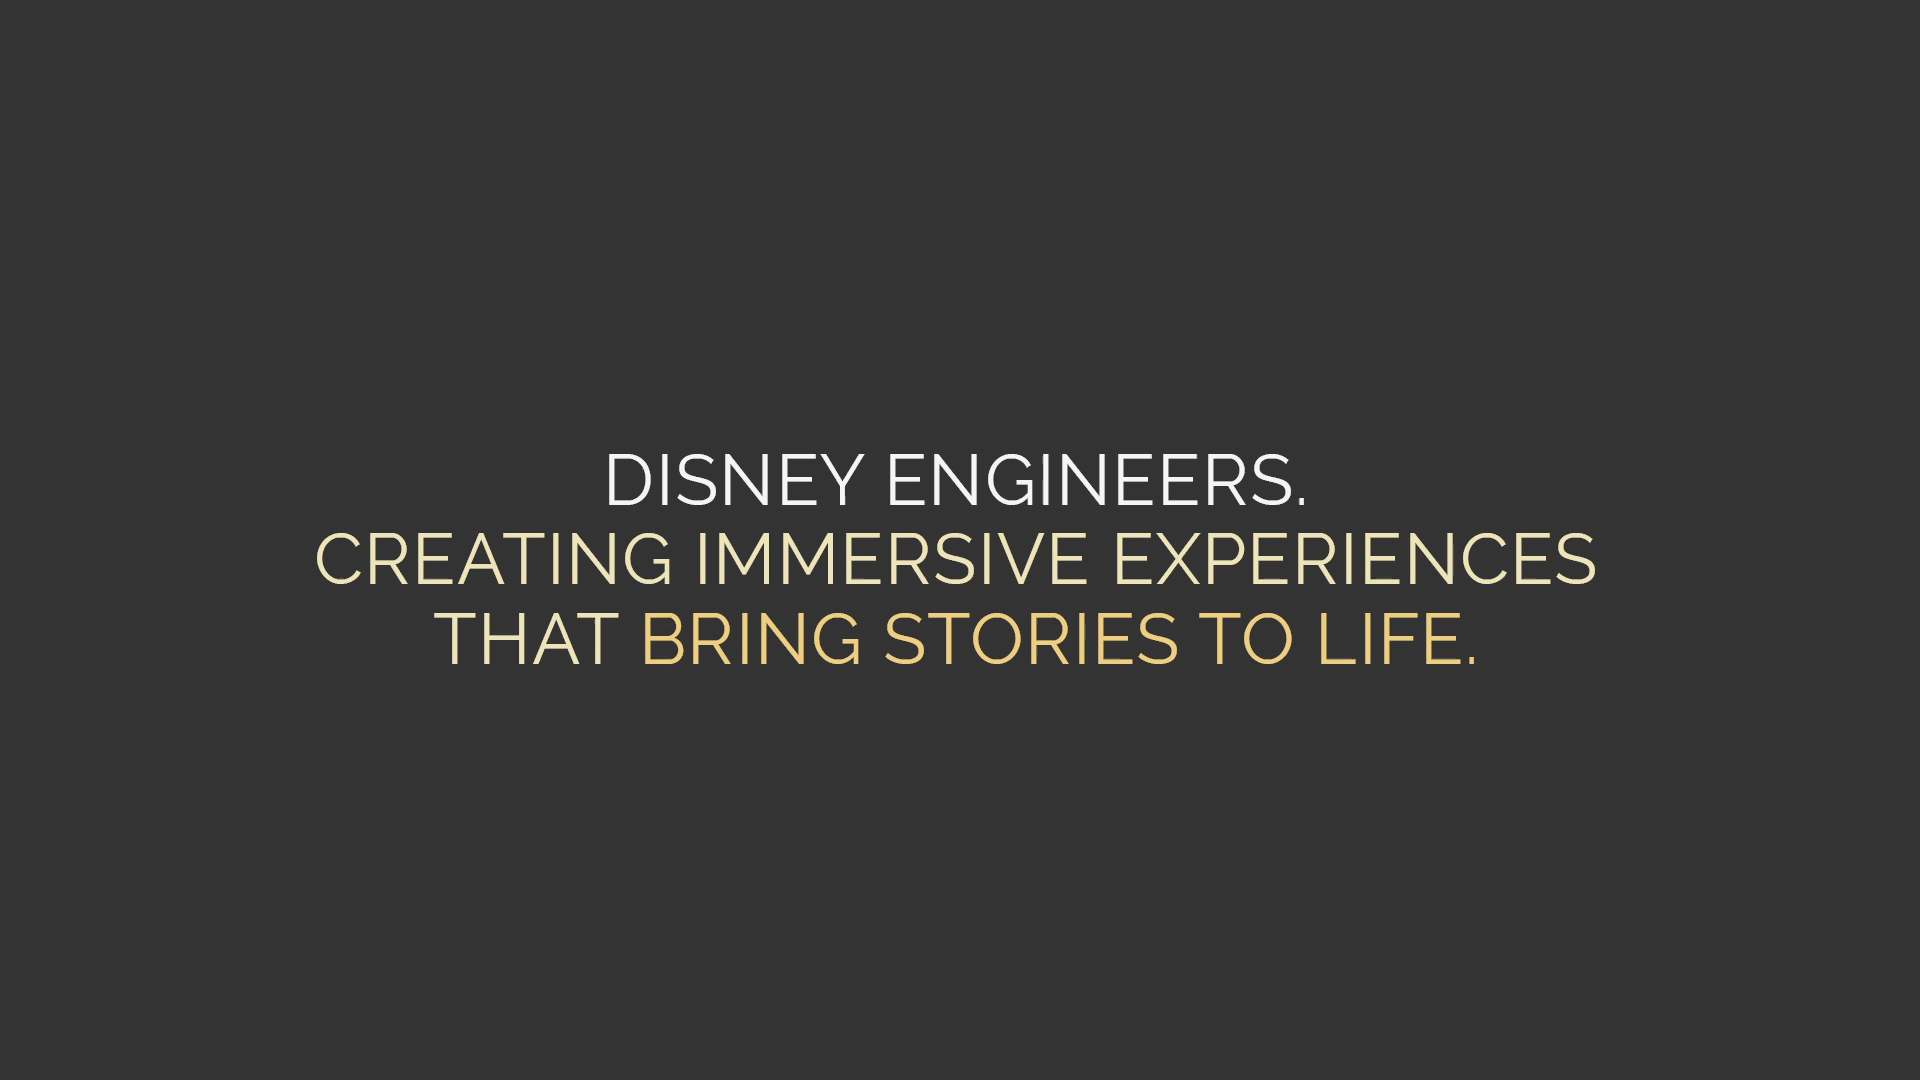 DISNEY ENGINEERS.
CREATING IMMERSIVE EXPERIENCES
THAT BRING STORIES TO LIFE.